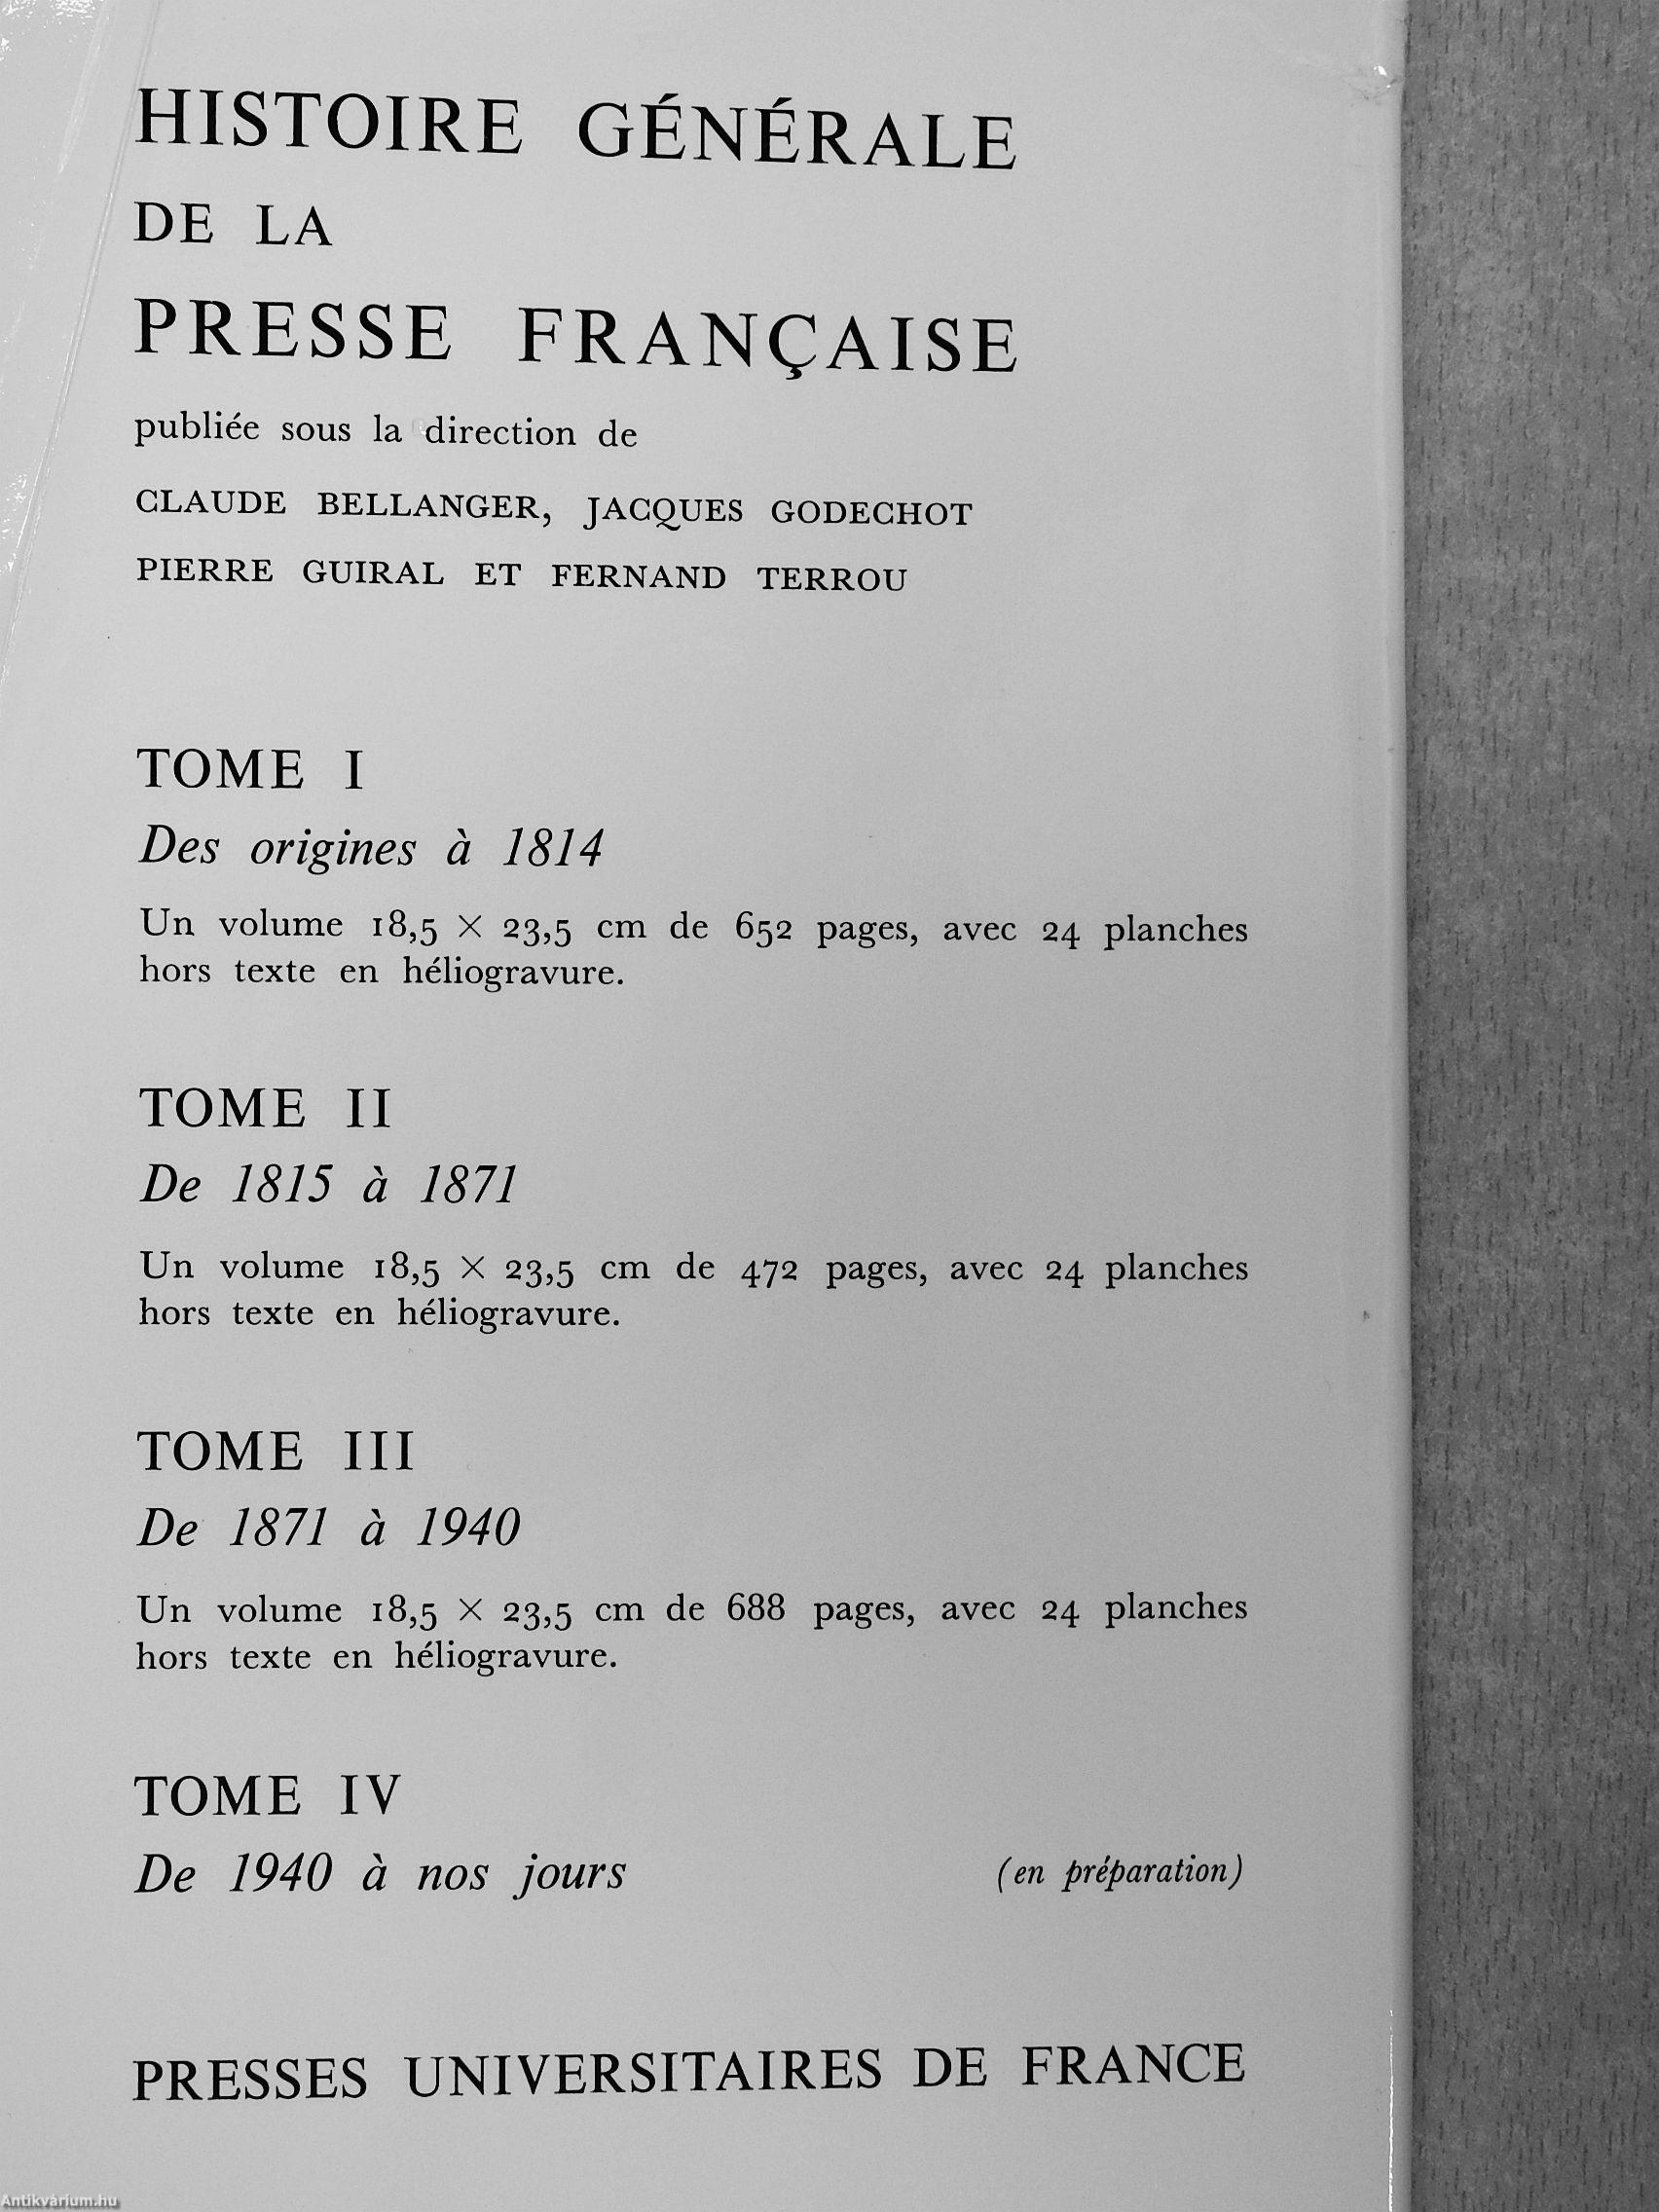 HISTOIRE GÉNÉRALE
DE LA
PRESSE FRANÇAISE
publiée sous la direction de
CLAUDE BELLANGER, JACQUES GODECHOT
PIERRE GUIRAL ET FERNAND TERROU
TOME I
Des origines à 1814
Un volume 18,5 × 23,5 cm de 652 pages, avec 24 planches
hors texte en héliogravure.
TOME II
De 1815 à 1871
Un volume 18,5 × 23,5 cm de 472 pages, avec 24 planches
hors texte en héliogravure.
TOME III
De 1871 à 1940
Un volume 18,5 × 23,5 cm de 688 pages, avec 24 planches
hors texte en héliogravure.
TOME IV
De 1940 à nos jours (en préparation)
PRESSES UNIVERSITAIRES DE FRANCE
Antikvárium.hu